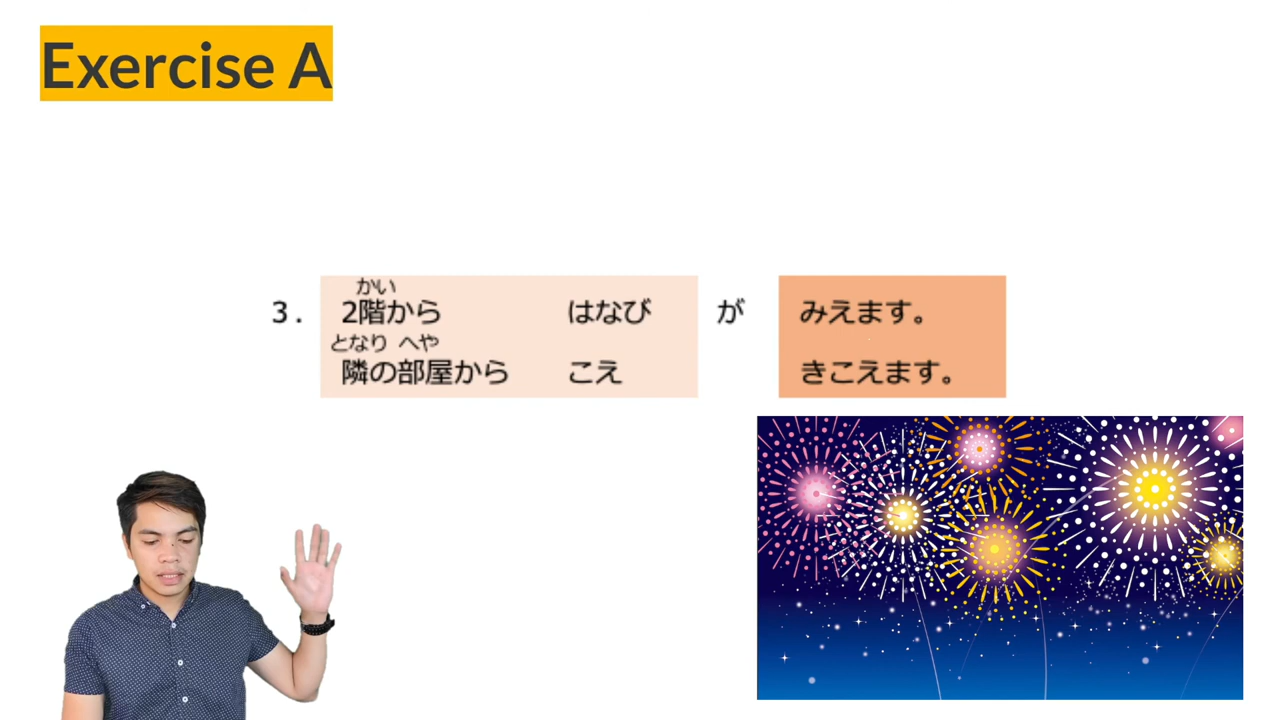 Exercise A
かい
3. 2階から はなび が みえます。
となり へや
隣の部屋から こえ きこえます。